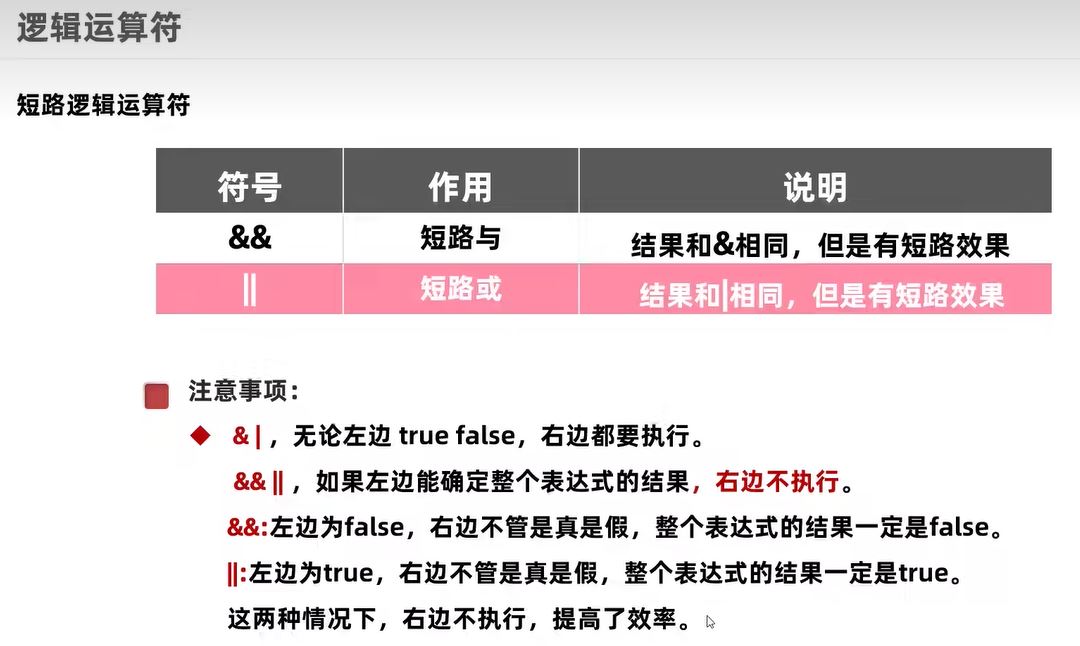 逻辑运算符
短路逻辑运算符
符号 作用 说明
&& 短路与 结果和&相同，但是有短路效果
|| 短路或 结果和|相同，但是有短路效果
注意事项：
& | ，无论左边 true false，右边都要执行。
&& || ，如果左边能确定整个表达式的结果，右边不执行。
&&:左边为false，右边不管是真是假，整个表达式的结果一定是false。
||:左边为true，右边不管是真是假，整个表达式的结果一定是true。
这两种情况下，右边不执行，提高了效率。